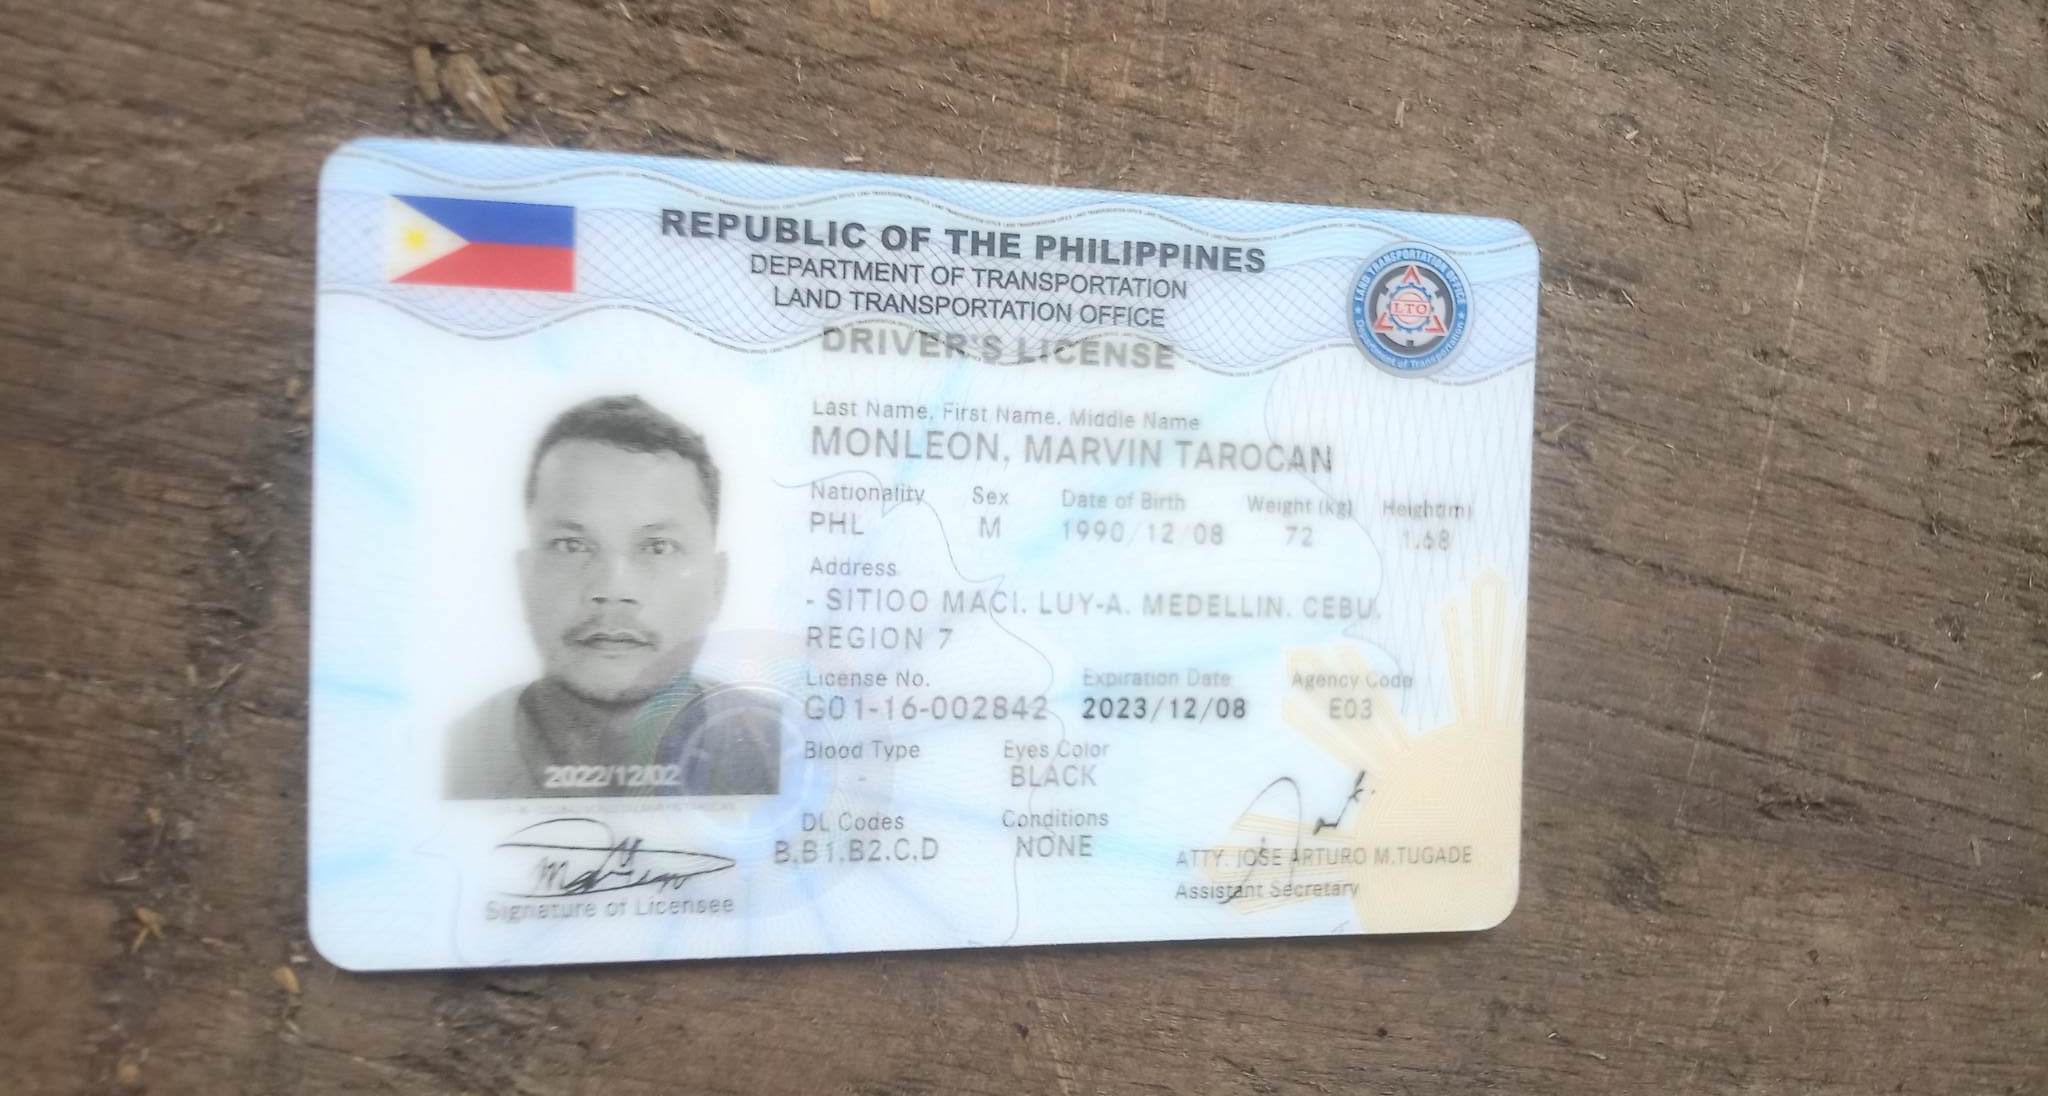 REPUBLIC OF THE PHILIPPINES
DEPARTMENT OF TRANSPORTATION
LAND TRANSPORTATION OFFICE
DRIVER'S LICENSE
LAND TRANSPORTATION OFFICE
LTO
Department of Transportation
Last Name, First Name, Middle Name
MONLEON, MARVIN TAROCAN
Nationality Sex Date of Birth Weight (kg) Height(m)
PHL M 1990/12/08 72 1.68
Address
- SITIOO MACI, LUY-A, MEDELLIN, CEBU,
REGION 7
License No. Expiration Date Agency Code
G01-16-002842 2023/12/08 E03
Blood Type Eyes Color
- BLACK
2022/12/02
DL Codes Conditions
B,B1,B2,C,D NONE
Signature of Licensee
ATTY. JOSE ARTURO M.TUGADE
Assistant Secretary